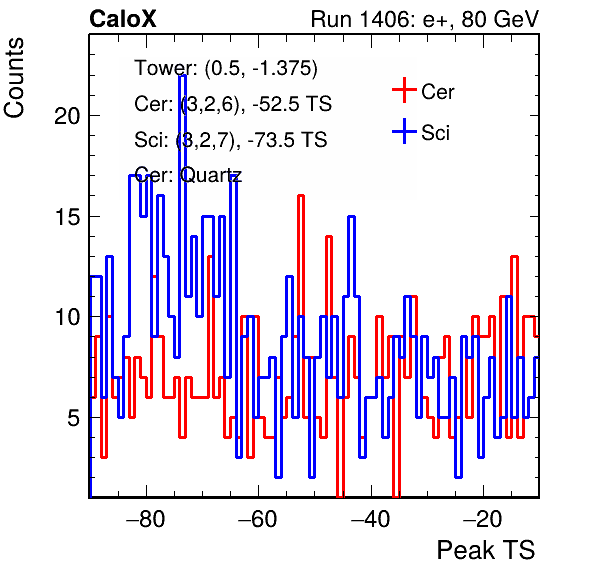 CaloX Run 1406: e+, 80 GeV
Counts
Tower: (0.5, -1.375)
Cer: (3,2,6), -52.5 TS
Sci: (3,2,7), -73.5 TS
Cer: Quartz
Cer
Sci
20
15
10
5
−80 −60 −40 −20
Peak TS